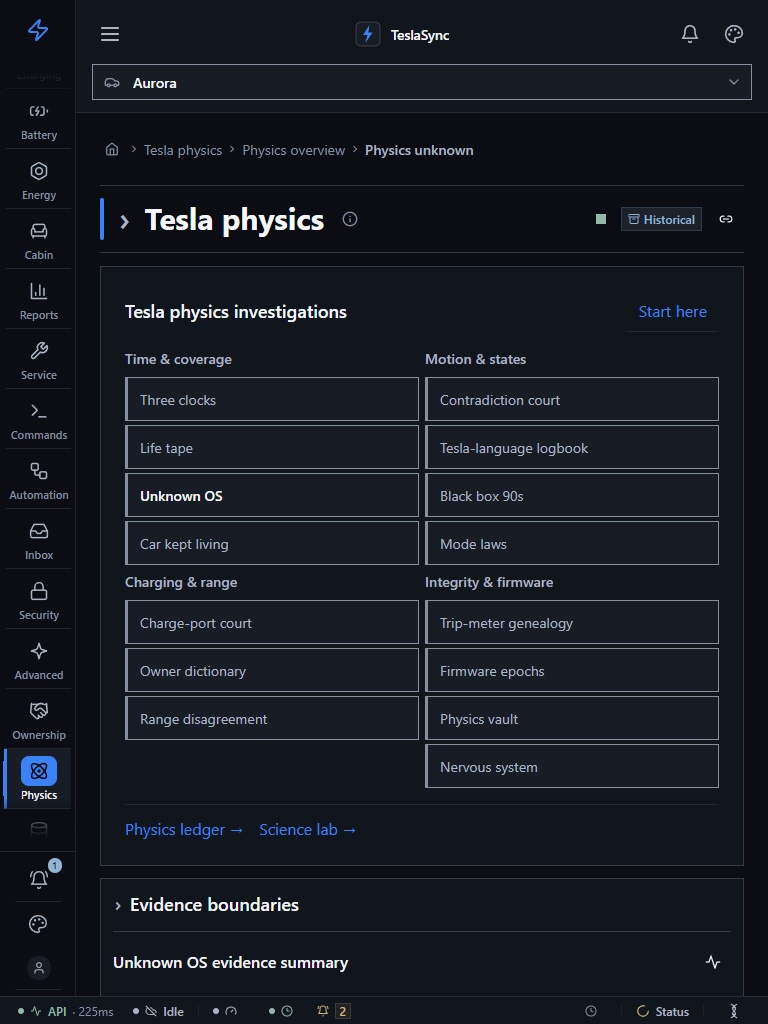 TeslaSync
Aurora
Charging
Battery
Energy
Cabin
Reports
Service
Commands
Automation
Inbox
Security
Advanced
Ownership
Physics
1
Tesla physics > Physics overview > Physics unknown
› Tesla physics
Historical
Tesla physics investigations
Start here
Time & coverage
Three clocks
Life tape
Unknown OS
Car kept living
Motion & states
Contradiction court
Tesla-language logbook
Black box 90s
Mode laws
Charging & range
Charge-port court
Owner dictionary
Range disagreement
Integrity & firmware
Trip-meter genealogy
Firmware epochs
Physics vault
Nervous system
Physics ledger → Science lab →
› Evidence boundaries
Unknown OS evidence summary
API · 225ms
Idle
2
Status